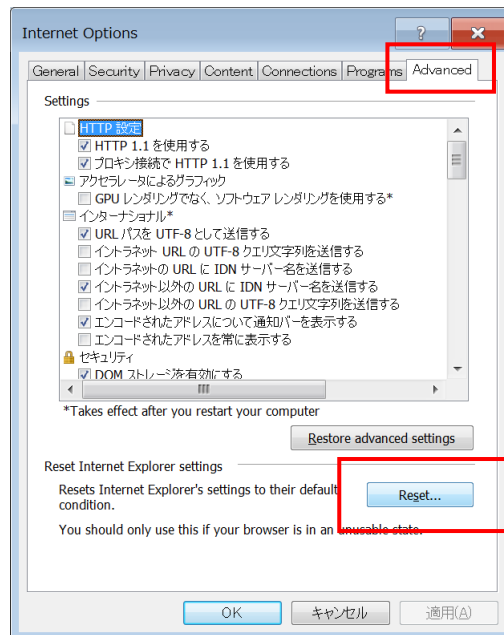 Internet Options
General Security Privacy Content Connections Programs Advanced
Settings
HTTP 設定
HTTP 1.1 を使用する
プロキシ接続で HTTP 1.1 を使用する
アクセラレータによるグラフィック
GPU レンダリングでなく、ソフトウェア レンダリングを使用する*
インターナショナル*
URL パスを UTF-8 として送信する
イントラネット URL の UTF-8 クエリ文字列を送信する
イントラネットの URL に IDN サーバー名を送信する
イントラネット以外の URL に IDN サーバー名を送信する
イントラネット以外の URL の UTF-8 クエリ文字列を送信する
エンコードされたアドレスについて通知バーを表示する
エンコードされたアドレスを常に表示する
セキュリティ
DOM ストレージを有効にする
*Takes effect after you restart your computer
Restore advanced settings
Reset Internet Explorer settings
Resets Internet Explorer's settings to their default
condition.
Reset...
You should only use this if your browser is in an unusable state.
OK キャンセル 適用(A)